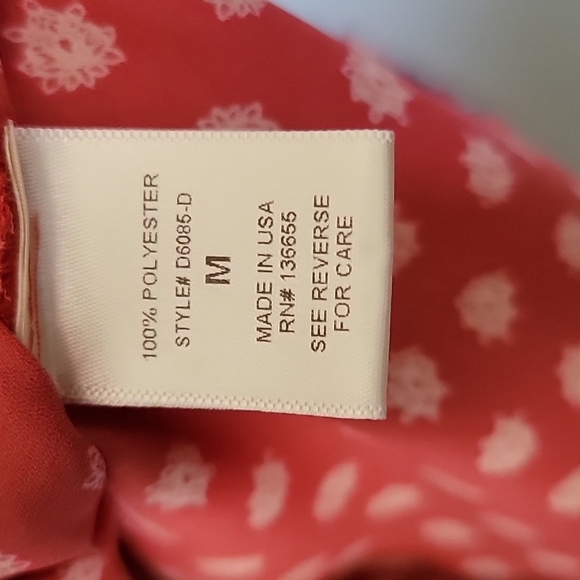 100% POLYESTER
STYLE# D6085-D
M
MADE IN USA
RN# 136655
SEE REVERSE
FOR CARE